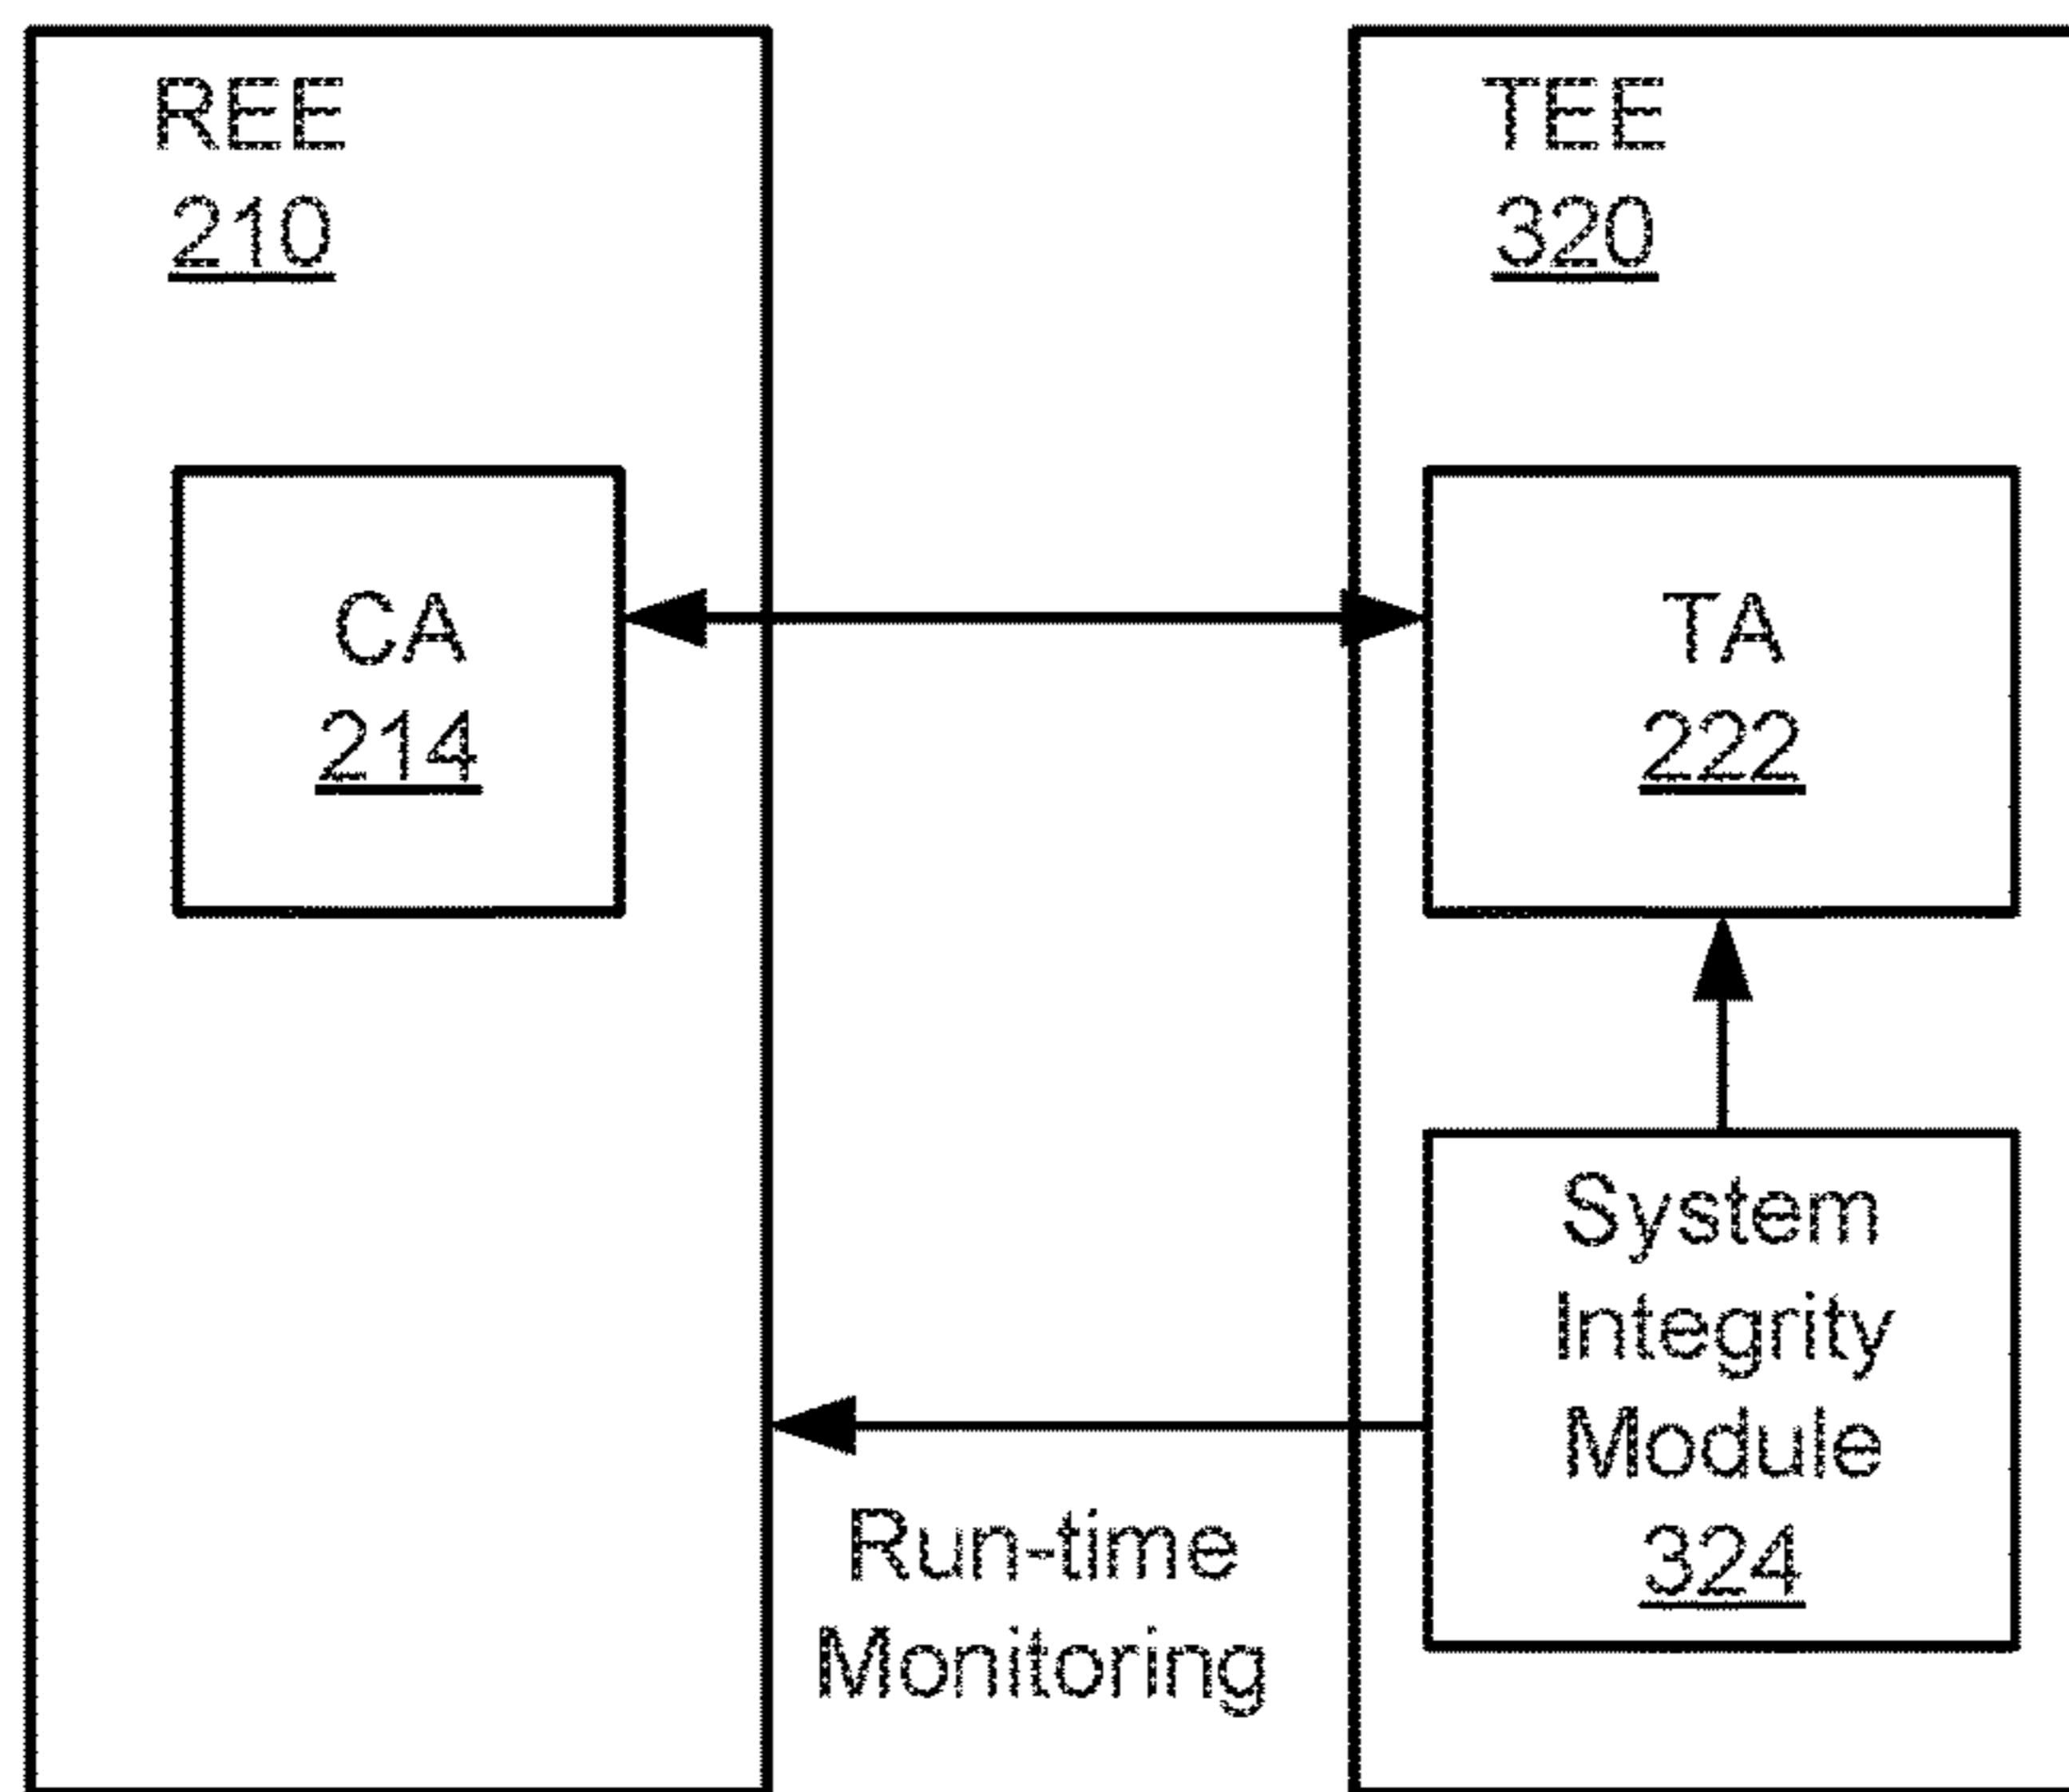 REE
210
TEE
320
CA
214
TA
222
System
Integrity
Module
324
Run-time
Monitoring